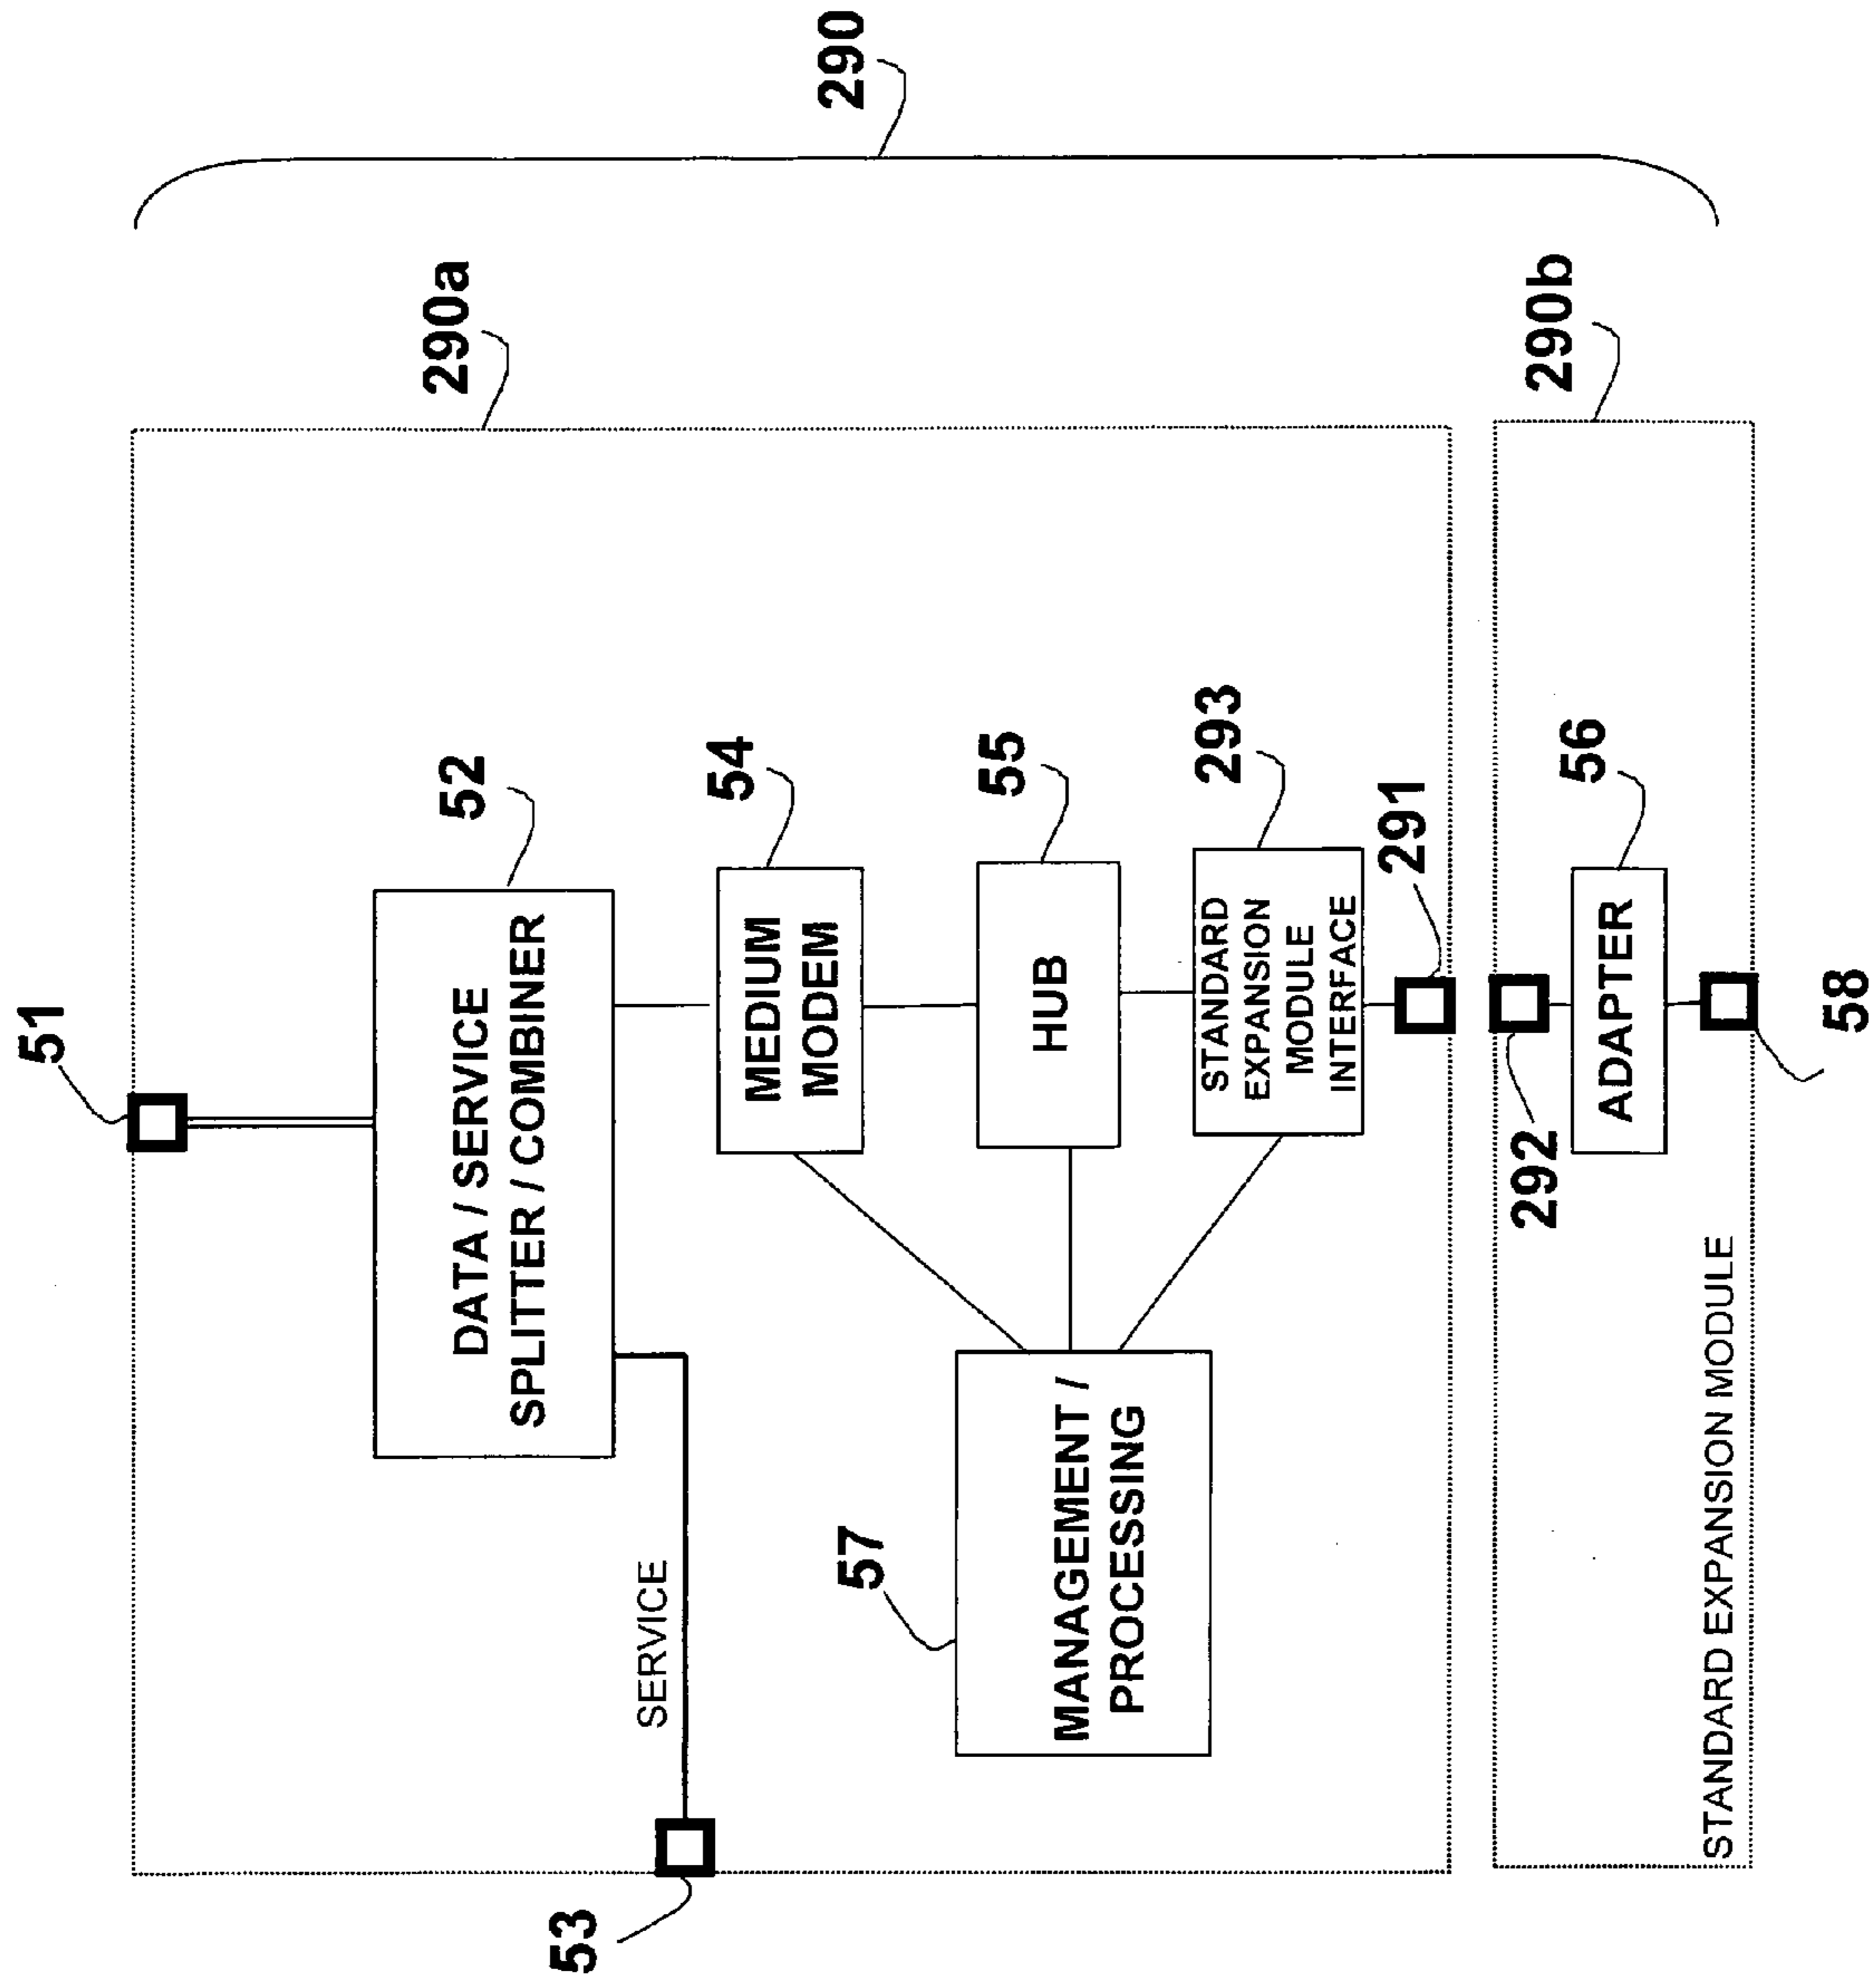 290
290a
290b
51
52
DATA / SERVICE
SPLITTER / COMBINER
54
MEDIUM
MODEM
55
HUB
293
STANDARD
EXPANSION
MODULE
INTERFACE
291
SERVICE
53
57
MANAGEMENT /
PROCESSING
292
56
ADAPTER
58
STANDARD EXPANSION MODULE